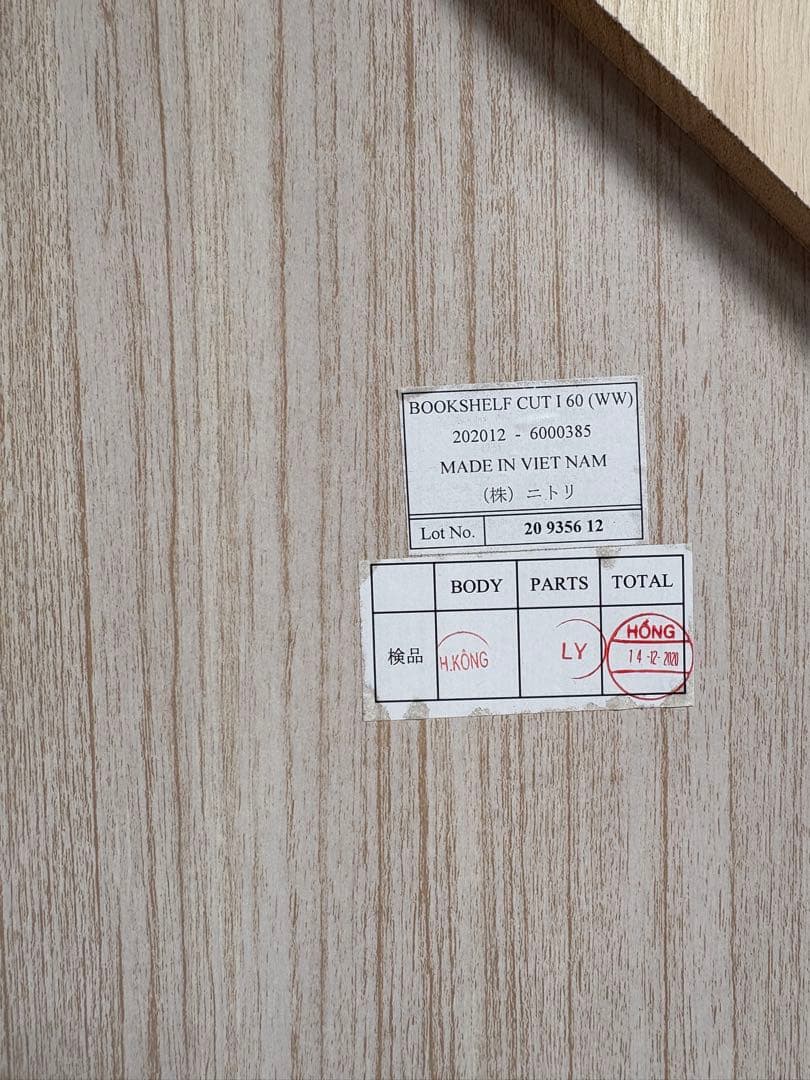 BOOKSHELF CUT I 60 (WW)
202012 - 6000385
MADE IN VIET NAM
（株）ニトリ
Lot No. 20 9356 12
BODY PARTS TOTAL
検品 H.KÔNG LY HỒNG
14-12-2020